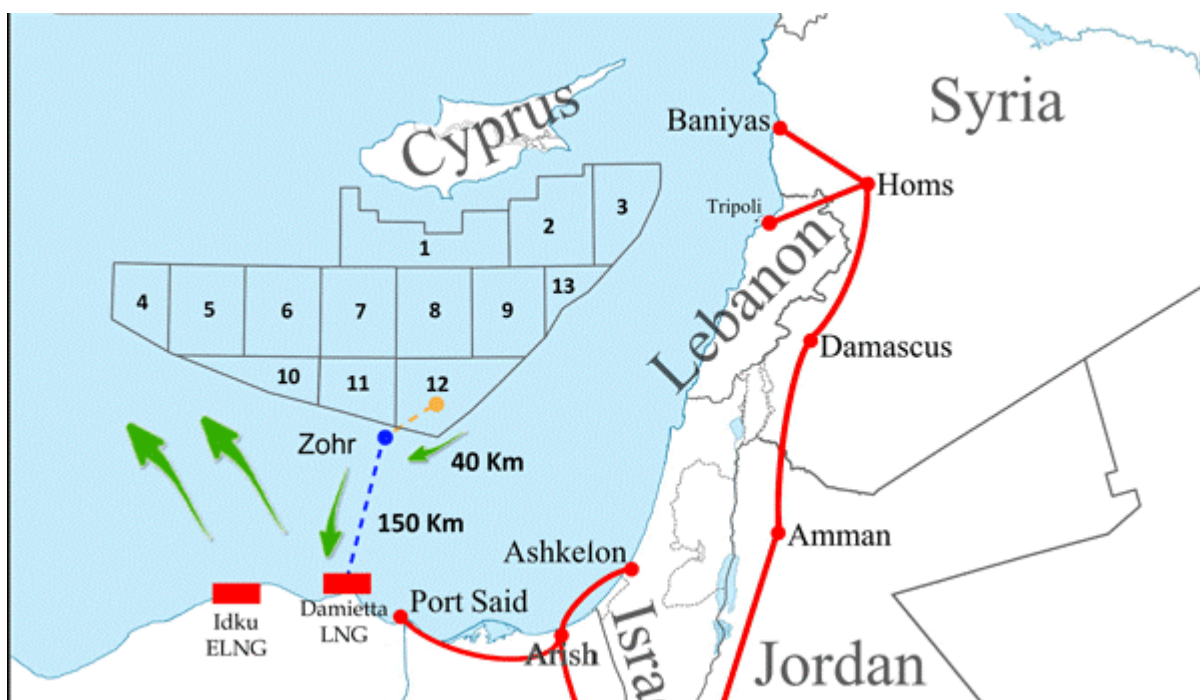 Cyprus
Syria
Baniyas
Homs
Tripoli
Lebanon
Damascus
1
2
3
4
5
6
7
8
9
13
10
11
12
Zohr
40 Km
150 Km
Ashkelon
Amman
Idku
ELNG
Damietta
LNG
Port Said
Arish
Isra
Jordan